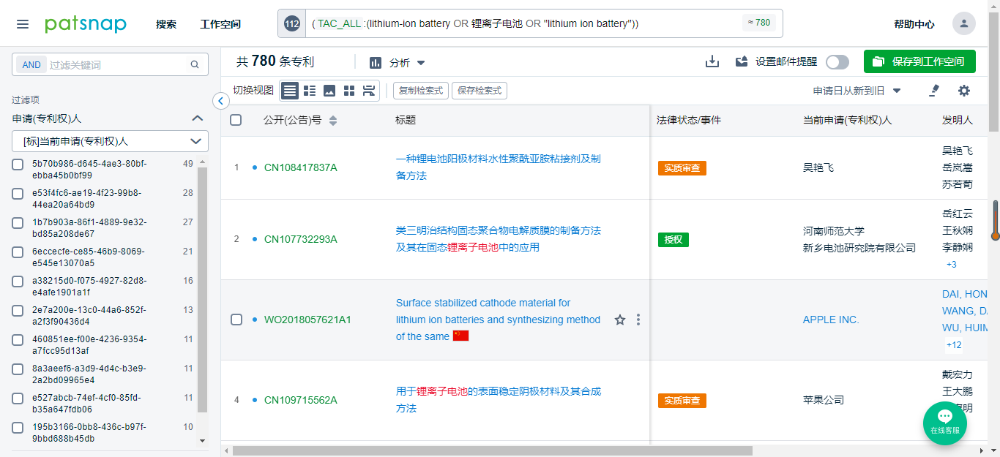 patsnap
搜索
工作空间
112
( TAC_ALL :(lithium-ion battery OR 锂离子电池 OR "lithium ion battery"))
≈ 780
帮助中心
AND
过滤关键词
过滤项
申请(专利权)人
[标]当前申请(专利权)人
5b70b986-d645-4ae3-80bf-
ebba45b0bf99
49
e53f4fc6-ae19-4f23-99b8-
44ea20a64bd9
28
1b7b903a-86f1-4889-9e32-
bd85a208de67
27
6eccecfe-ce85-46b9-8069-
e545e13070a5
21
a38215d0-f075-4927-82d8-
e4afe1901a1f
16
2e7a200e-13c0-44a6-852f-
a2f3f90436d4
13
460851ee-f00e-4236-9354-
a7fcc95d13af
11
8a3aeef6-a3d9-4d4c-b3e9-
2a2bd09965e4
11
e527abcb-74ef-4cf0-85fd-
b35a647fdb06
11
195b3166-0bb8-436c-b97f-
9bbd688b45db
10
共 780 条专利
分析
设置邮件提醒
保存到工作空间
切换视图
复制检索式
保存检索式
申请日从新到旧
公开(公告)号
标题
法律状态/事件
当前申请(专利权)人
发明人
1
CN108417837A
一种锂电池阳极材料水性聚酰亚胺粘接剂及制
备方法
实质审查
吴艳飞
吴艳飞
岳岚嵩
苏若荀
2
CN107732293A
类三明治结构固态聚合物电解质膜的制备方法
及其在固态锂离子电池中的应用
授权
河南师范大学
新乡电池研究院有限公司
岳红云
王秋娴
李静娴
+3
WO2018057621A1
Surface stabilized cathode material for
lithium ion batteries and synthesizing method
of the same
APPLE INC.
DAI, HON
WANG, D
WU, HUIM
+12
4
CN109715562A
用于锂离子电池的表面稳定阴极材料及其合成
方法
实质审查
苹果公司
戴宏力
王大鹏
明
在线客服